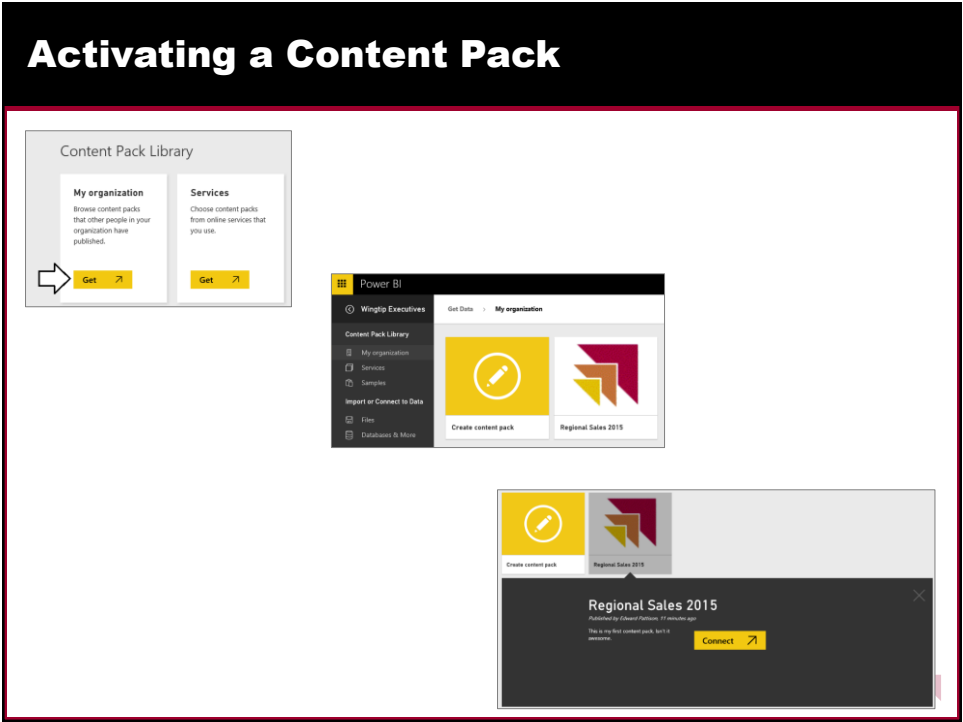 Activating a Content Pack
Content Pack Library
My organization
Browse content packs
that other people in your
organization have
published.
Get
Services
Choose content packs
from online services that
you use.
Get
Power BI
Wingtip Executives
Content Pack Library
My organization
Services
Samples
Import or Connect to Data
Files
Databases & More
Get Data > My organization
Create content pack
Regional Sales 2015
Create content pack
Regional Sales 2015
Regional Sales 2015
Published by Edward Pattison, 11 minutes ago
This is my first content pack. Isn't it
awesome.
Connect